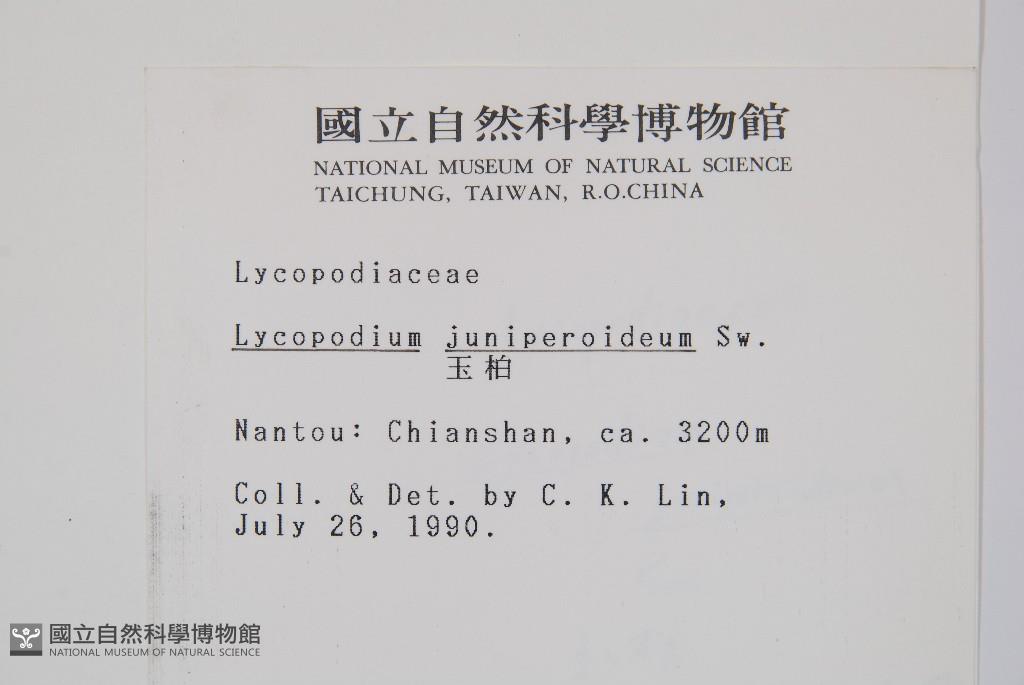 國立自然科學博物館
NATIONAL MUSEUM OF NATURAL SCIENCE
TAICHUNG, TAIWAN, R.O.CHINA
Lycopodiaceae
Lycopodium juniperoideum Sw.
玉柏
Nantou: Chianshan, ca. 3200m
Coll. & Det. by C. K. Lin,
July 26, 1990.
國立自然科學博物館
NATIONAL MUSEUM OF NATURAL SCIENCE